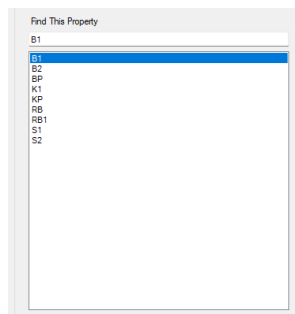 Find This Property
B1
B1
B2
BP
K1
KP
RB
RB1
S1
S2